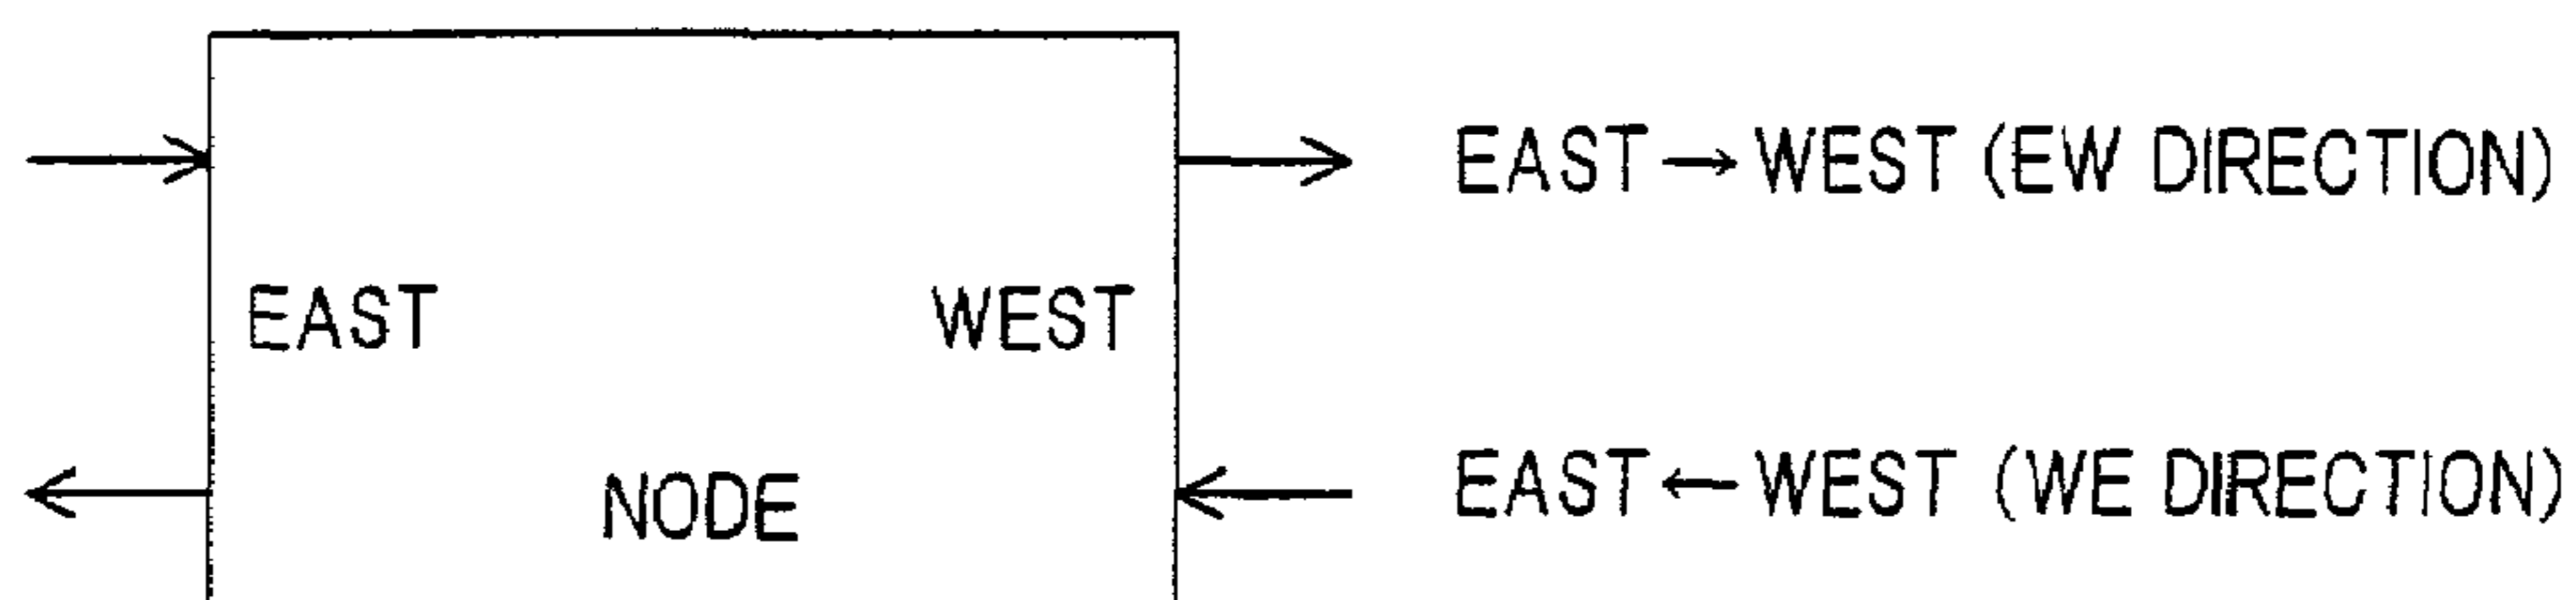 EAST→WEST (EW DIRECTION)
EAST WEST
EAST←WEST (WE DIRECTION)
NODE